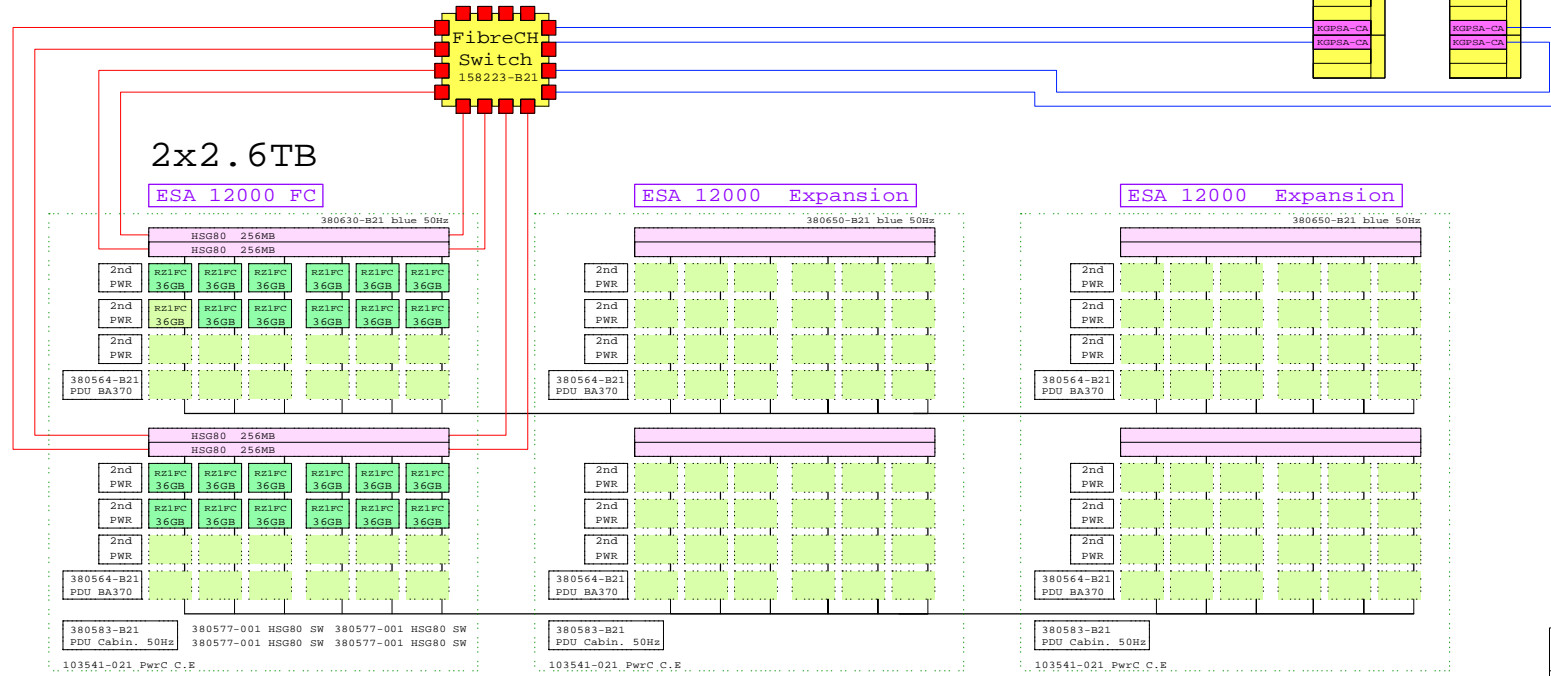 FibreCH
Switch
158223-B21
KGPSA-CA
KGPSA-CA
KGPSA-CA
KGPSA-CA
2x2.6TB
ESA 12000 FC
ESA 12000 Expansion
ESA 12000 Expansion
380630-B21 blue 50Hz
380650-B21 blue 50Hz
380650-B21 blue 50Hz
HSG80 256MB
HSG80 256MB
2nd
PWR
RZ1FC
36GB
RZ1FC
36GB
RZ1FC
36GB
RZ1FC
36GB
RZ1FC
36GB
RZ1FC
36GB
2nd
PWR
2nd
PWR
2nd
PWR
RZ1FC
36GB
RZ1FC
36GB
RZ1FC
36GB
RZ1FC
36GB
RZ1FC
36GB
RZ1FC
36GB
2nd
PWR
2nd
PWR
2nd
PWR
2nd
PWR
2nd
PWR
380564-B21
PDU BA370
380564-B21
PDU BA370
380564-B21
PDU BA370
HSG80 256MB
HSG80 256MB
2nd
PWR
RZ1FC
36GB
RZ1FC
36GB
RZ1FC
36GB
RZ1FC
36GB
RZ1FC
36GB
RZ1FC
36GB
2nd
PWR
2nd
PWR
2nd
PWR
RZ1FC
36GB
RZ1FC
36GB
RZ1FC
36GB
RZ1FC
36GB
RZ1FC
36GB
RZ1FC
36GB
2nd
PWR
2nd
PWR
2nd
PWR
2nd
PWR
2nd
PWR
380564-B21
PDU BA370
380564-B21
PDU BA370
380564-B21
PDU BA370
380583-B21
PDU Cabin. 50Hz
380577-001 HSG80 SW 380577-001 HSG80 SW
380577-001 HSG80 SW 380577-001 HSG80 SW
380583-B21
PDU Cabin. 50Hz
380583-B21
PDU Cabin. 50Hz
103541-021 PwrC C.E
103541-021 PwrC C.E
103541-021 PwrC C.E